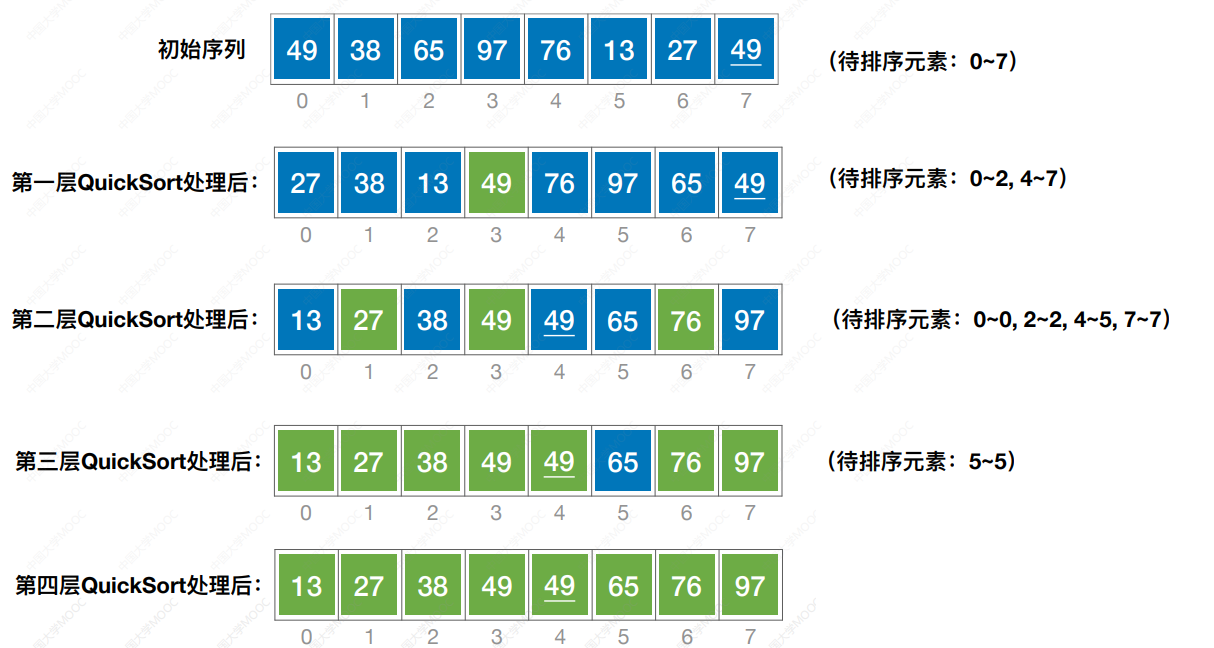 初始序列 49 38 65 97 76 13 27 49 (待排序元素：0~7)
0 1 2 3 4 5 6 7
第一层QuickSort处理后： 27 38 13 49 76 97 65 49 (待排序元素：0~2, 4~7)
0 1 2 3 4 5 6 7
第二层QuickSort处理后： 13 27 38 49 49 65 76 97 (待排序元素：0~0, 2~2, 4~5, 7~7)
0 1 2 3 4 5 6 7
第三层QuickSort处理后： 13 27 38 49 49 65 76 97 (待排序元素：5~5)
0 1 2 3 4 5 6 7
第四层QuickSort处理后： 13 27 38 49 49 65 76 97
0 1 2 3 4 5 6 7